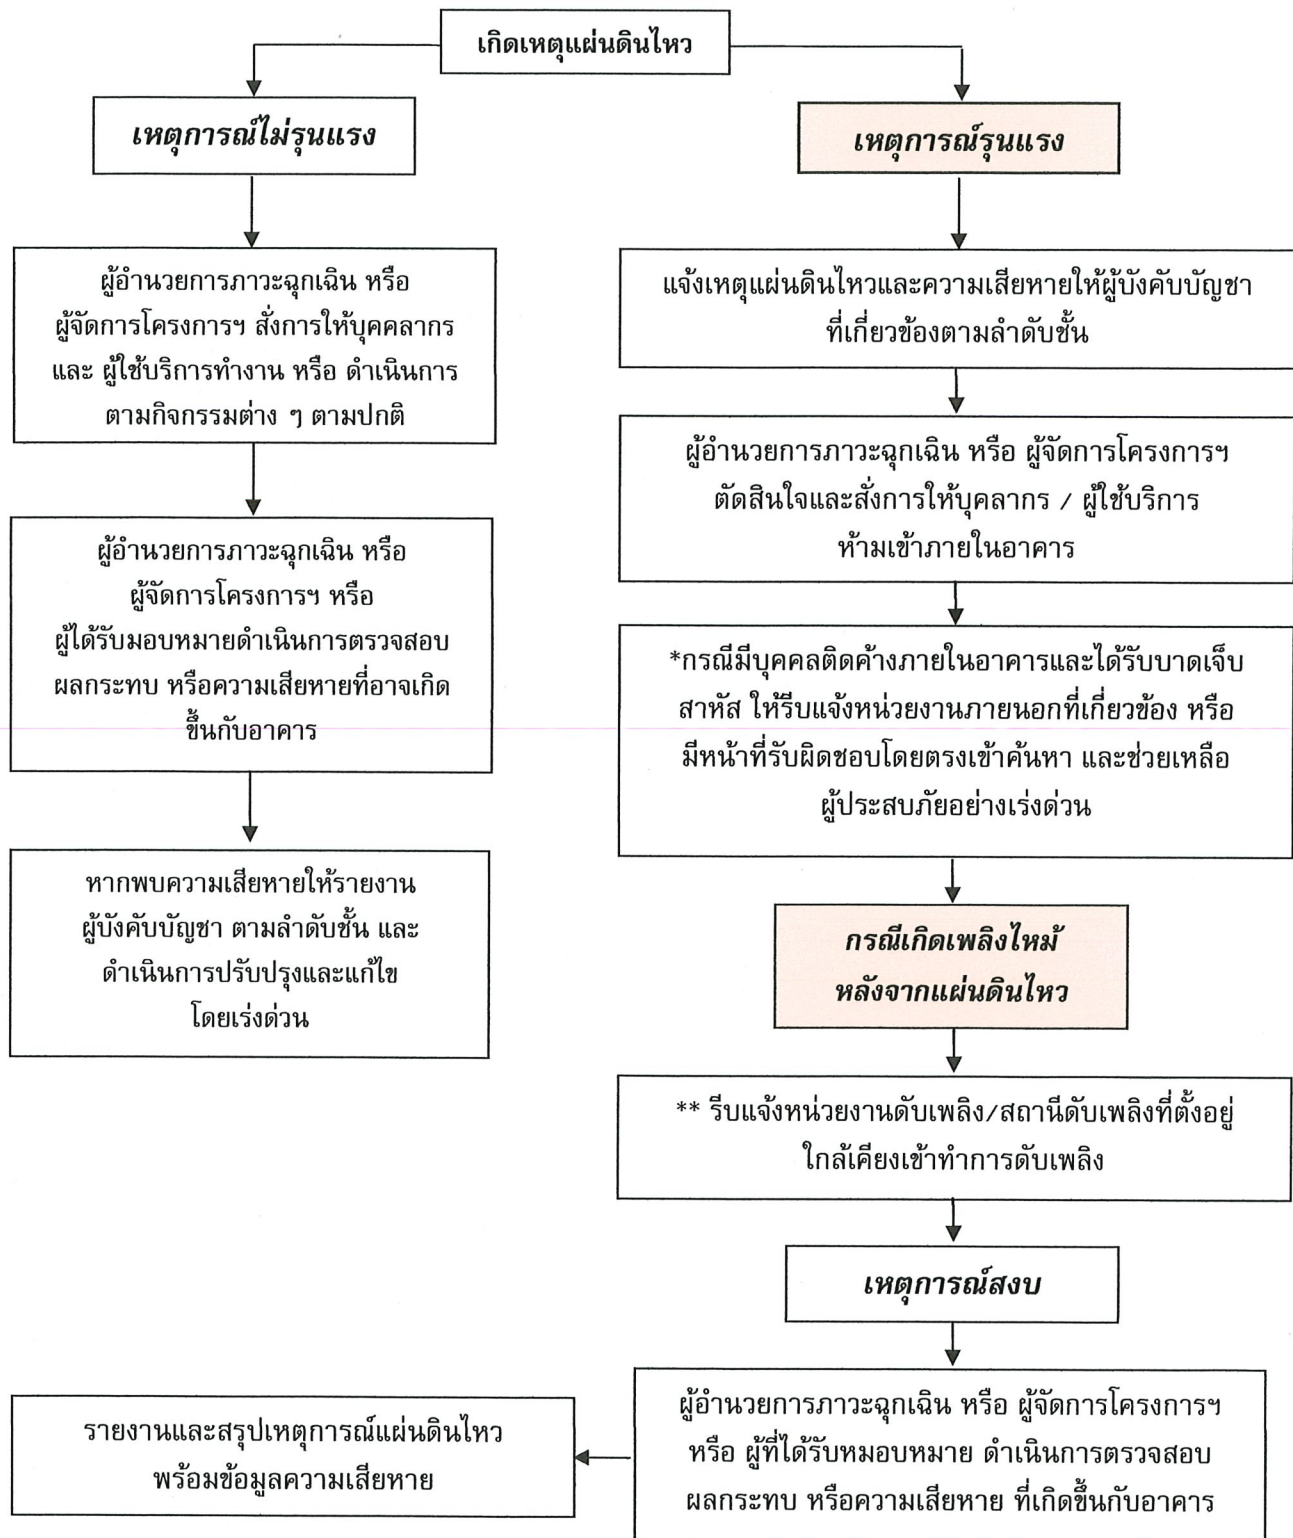 เกิดเหตุแผ่นดินไหว
เหตุการณ์ไม่รุนแรง
ผู้อำนวยการภาวะฉุกเฉิน หรือ
ผู้จัดการโครงการฯ สั่งการให้บุคคลากร
และ ผู้ใช้บริการทำงาน หรือ ดำเนินการ
ตามกิจกรรมต่าง ๆ ตามปกติ
ผู้อำนวยการภาวะฉุกเฉิน หรือ
ผู้จัดการโครงการฯ หรือ
ผู้ได้รับมอบหมายดำเนินการตรวจสอบ
ผลกระทบ หรือความเสียหายที่อาจเกิด
ขึ้นกับอาคาร
หากพบความเสียหายให้รายงาน
ผู้บังคับบัญชา ตามลำดับชั้น และ
ดำเนินการปรับปรุงและแก้ไข
โดยเร่งด่วน
เหตุการณ์รุนแรง
แจ้งเหตุแผ่นดินไหวและความเสียหายให้ผู้บังคับบัญชา
ที่เกี่ยวข้องตามลำดับชั้น
ผู้อำนวยการภาวะฉุกเฉิน หรือ ผู้จัดการโครงการฯ
ตัดสินใจและสั่งการให้บุคลากร / ผู้ใช้บริการ
ห้ามเข้าภายในอาคาร
*กรณีมีบุคคลติดค้างภายในอาคารและได้รับบาดเจ็บ
สาหัส ให้รีบแจ้งหน่วยงานภายนอกที่เกี่ยวข้อง หรือ
มีหน้าที่รับผิดชอบโดยตรงเข้าค้นหา และช่วยเหลือ
ผู้ประสบภัยอย่างเร่งด่วน
กรณีเกิดเพลิงไหม้
หลังจากแผ่นดินไหว
** รีบแจ้งหน่วยงานดับเพลิง/สถานีดับเพลิงที่ตั้งอยู่
ใกล้เคียงเข้าทำการดับเพลิง
เหตุการณ์สงบ
ผู้อำนวยการภาวะฉุกเฉิน หรือ ผู้จัดการโครงการฯ
หรือ ผู้ที่ได้รับหมอบหมาย ดำเนินการตรวจสอบ
ผลกระทบ หรือความเสียหาย ที่เกิดขึ้นกับอาคาร
รายงานและสรุปเหตุการณ์แผ่นดินไหว
พร้อมข้อมูลความเสียหาย